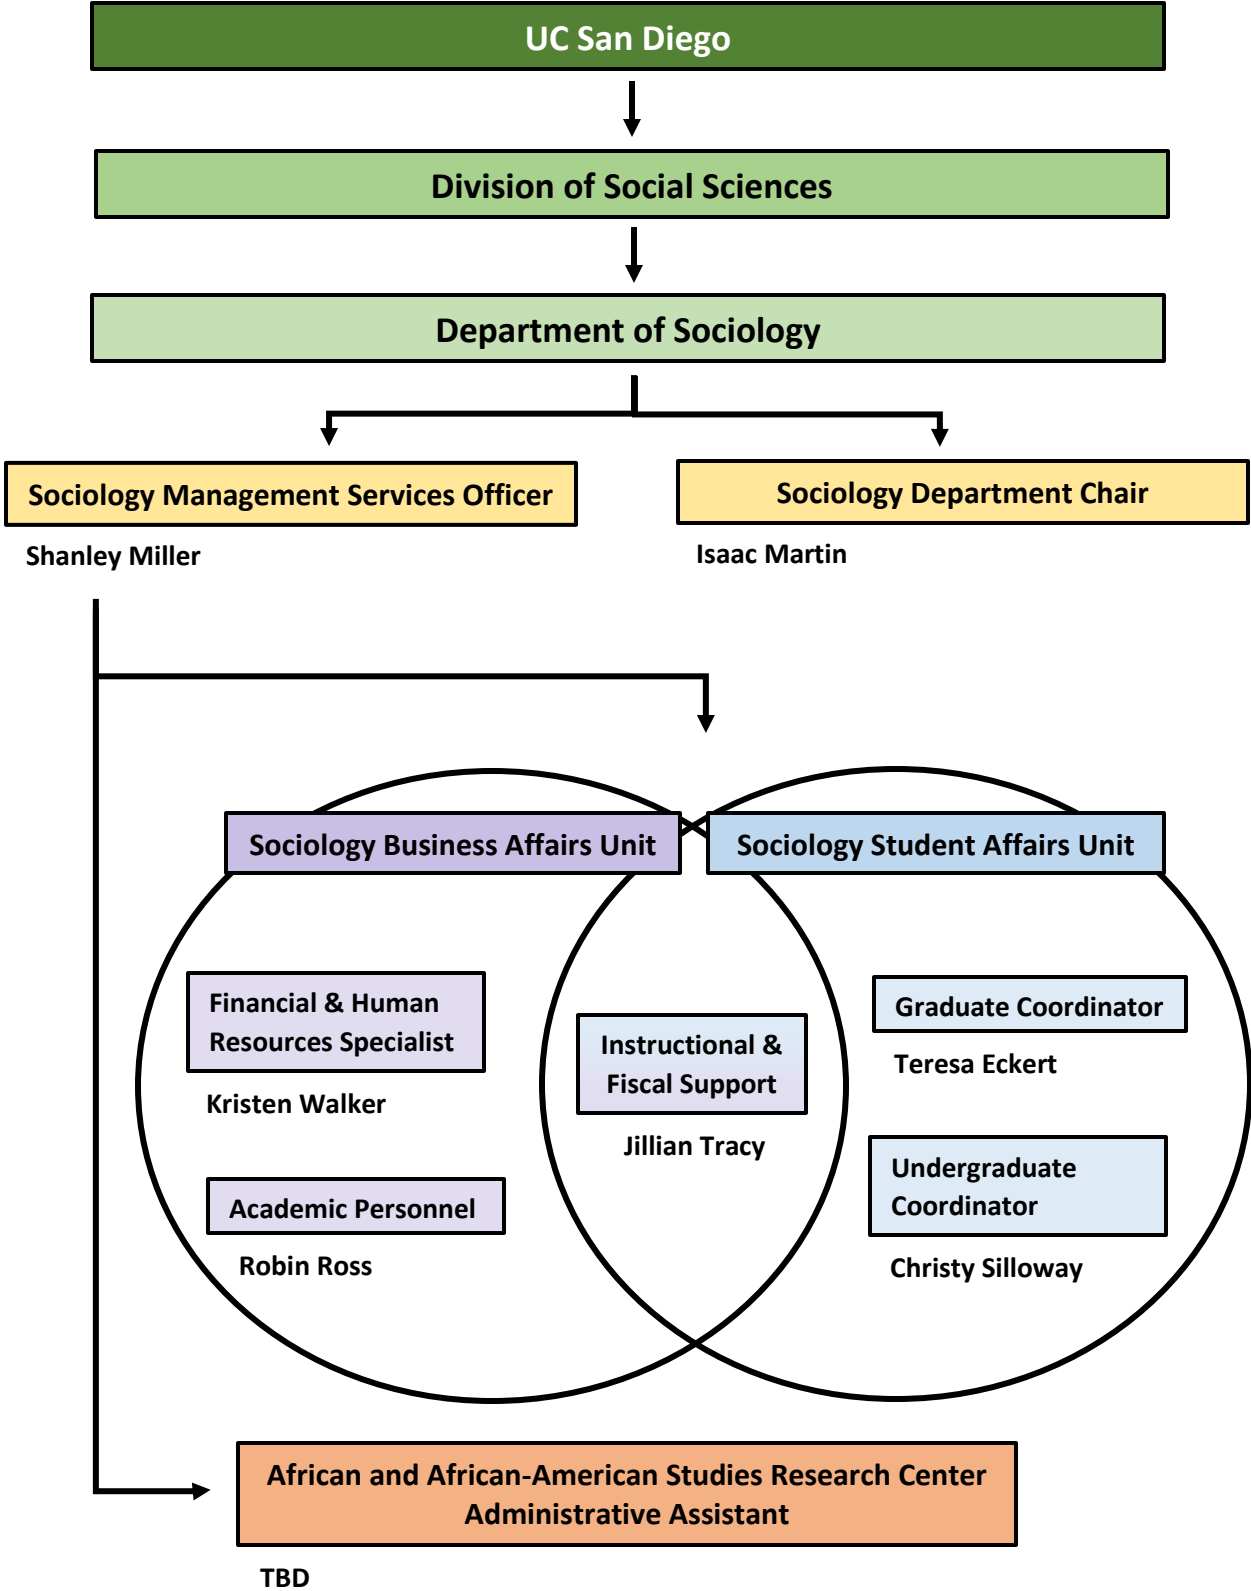 UC San Diego
Division of Social Sciences
Department of Sociology
Sociology Management Services Officer
Shanley Miller
Sociology Department Chair
Isaac Martin
Sociology Business Affairs Unit
Sociology Student Affairs Unit
Financial & Human
Resources Specialist
Kristen Walker
Academic Personnel
Robin Ross
Instructional &
Fiscal Support
Jillian Tracy
Graduate Coordinator
Teresa Eckert
Undergraduate
Coordinator
Christy Silloway
African and African-American Studies Research Center
Administrative Assistant
TBD